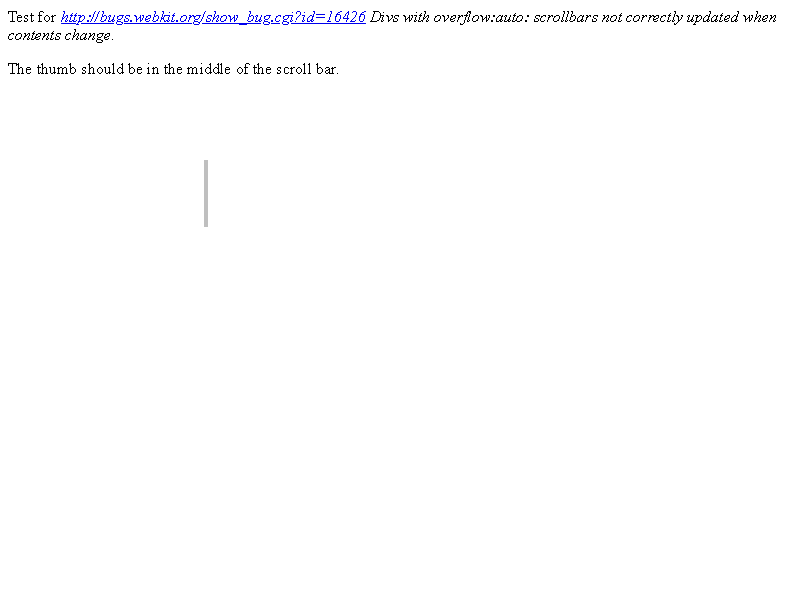 Test for http://bugs.webkit.org/show_bug.cgi?id=16426 Divs with overflow:auto: scrollbars not correctly updated when
contents change.
The thumb should be in the middle of the scroll bar.